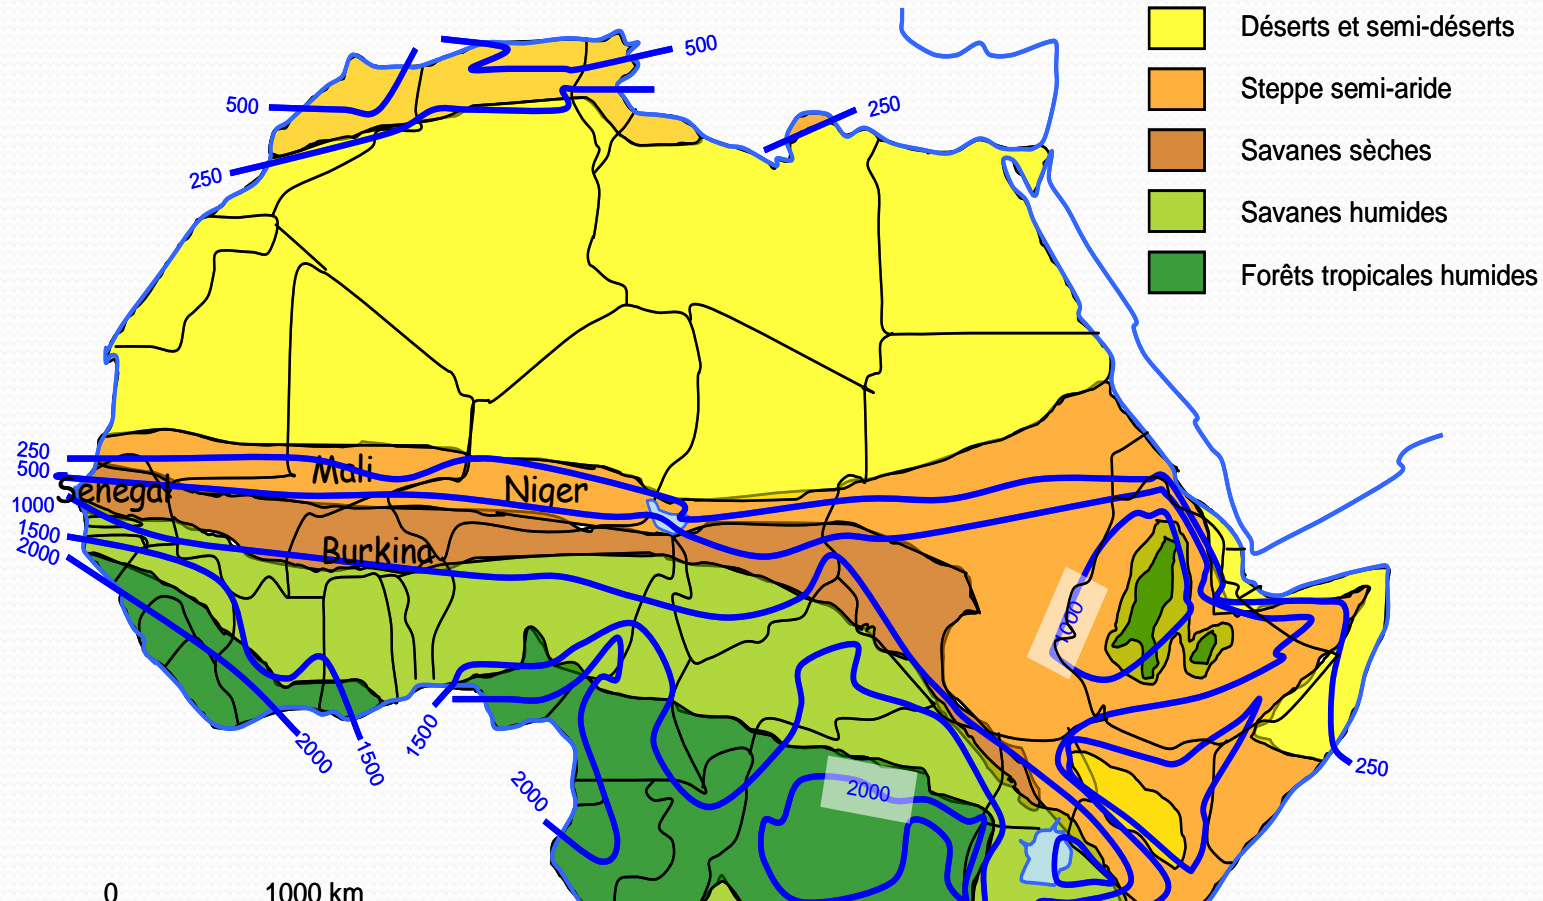 500
Déserts et semi-déserts
Steppe semi-aride
Savanes sèches
Savanes humides
Forêts tropicales humides
500
250
250
250
500
1000
1500
2000
Senegal
Mali
Niger
Burkina
1000
1500
2000
1500
2000
2000
250
0 1000 km